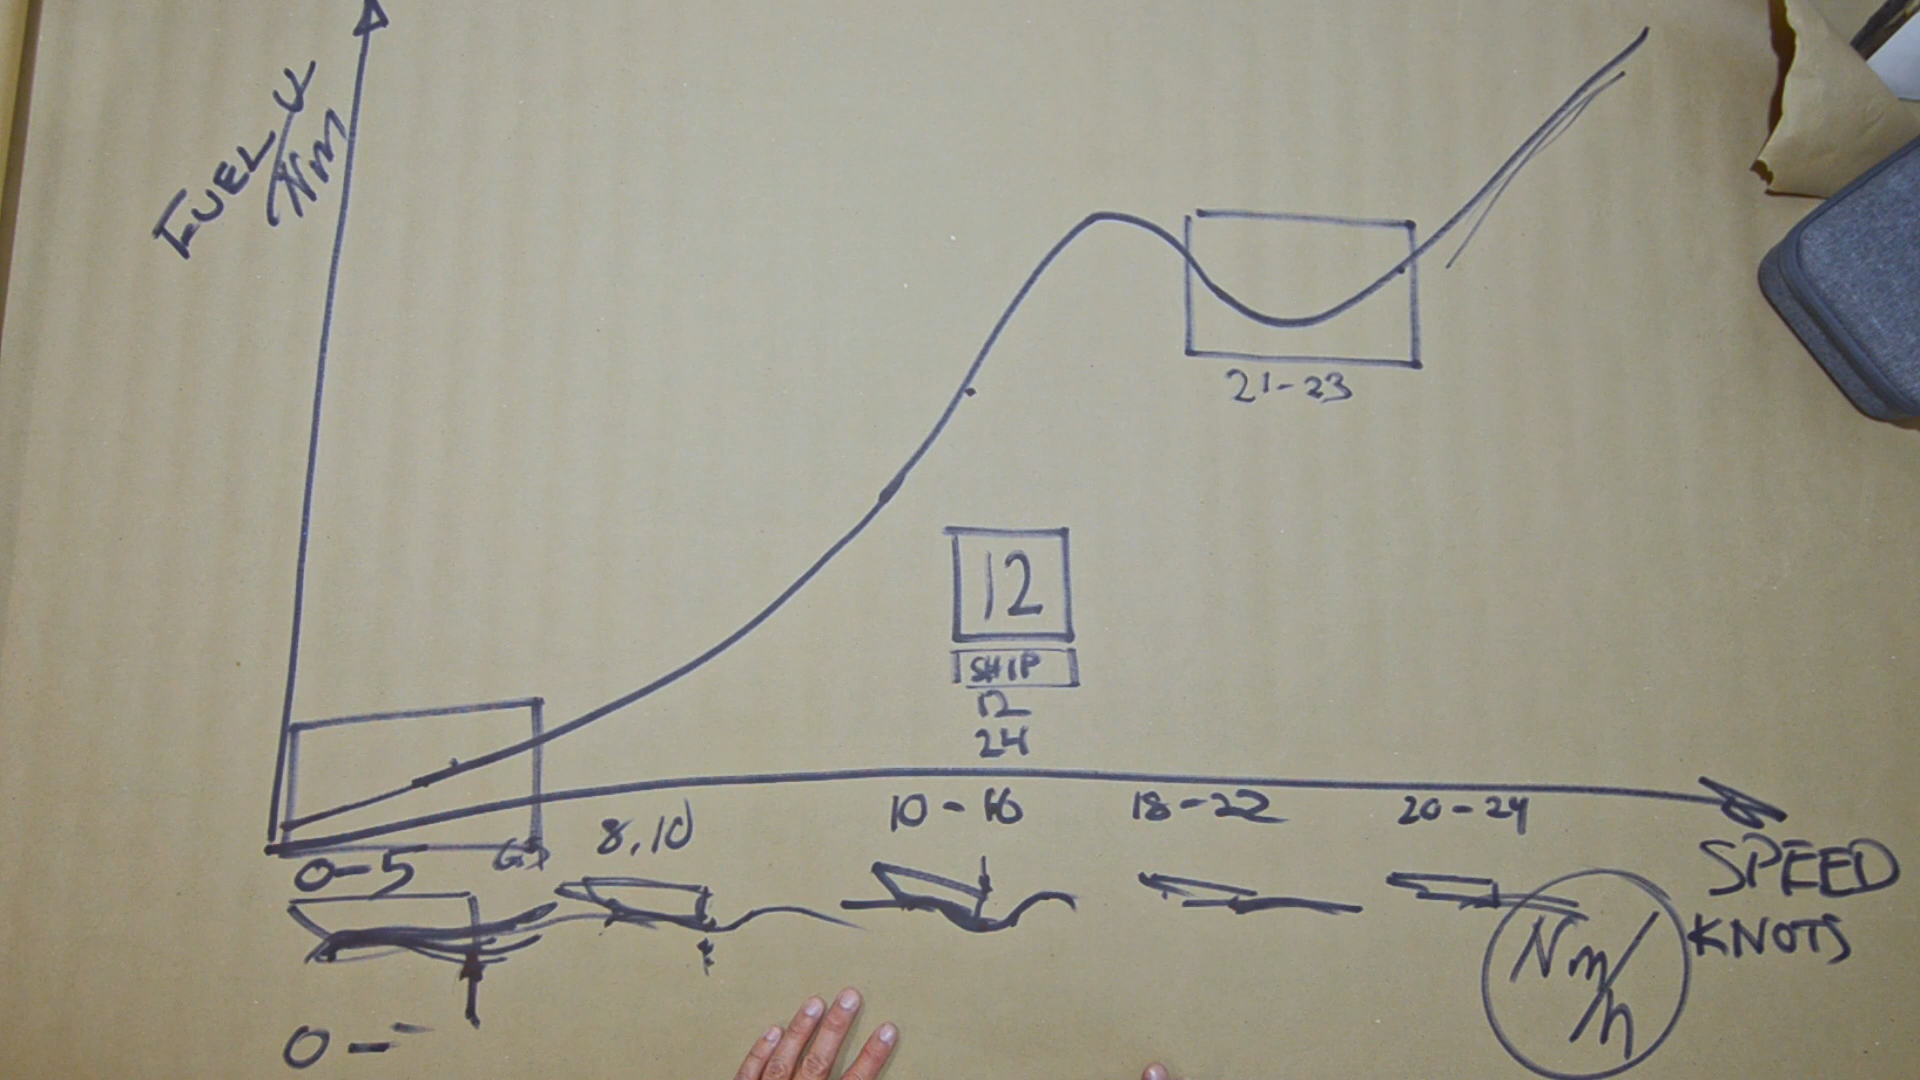 FUEL U/Nm
21-23
12
SHIP
12
24
0-5
8,10
10-16
18-22
20-24
SPEED
KNOTS
Nm/h
0-